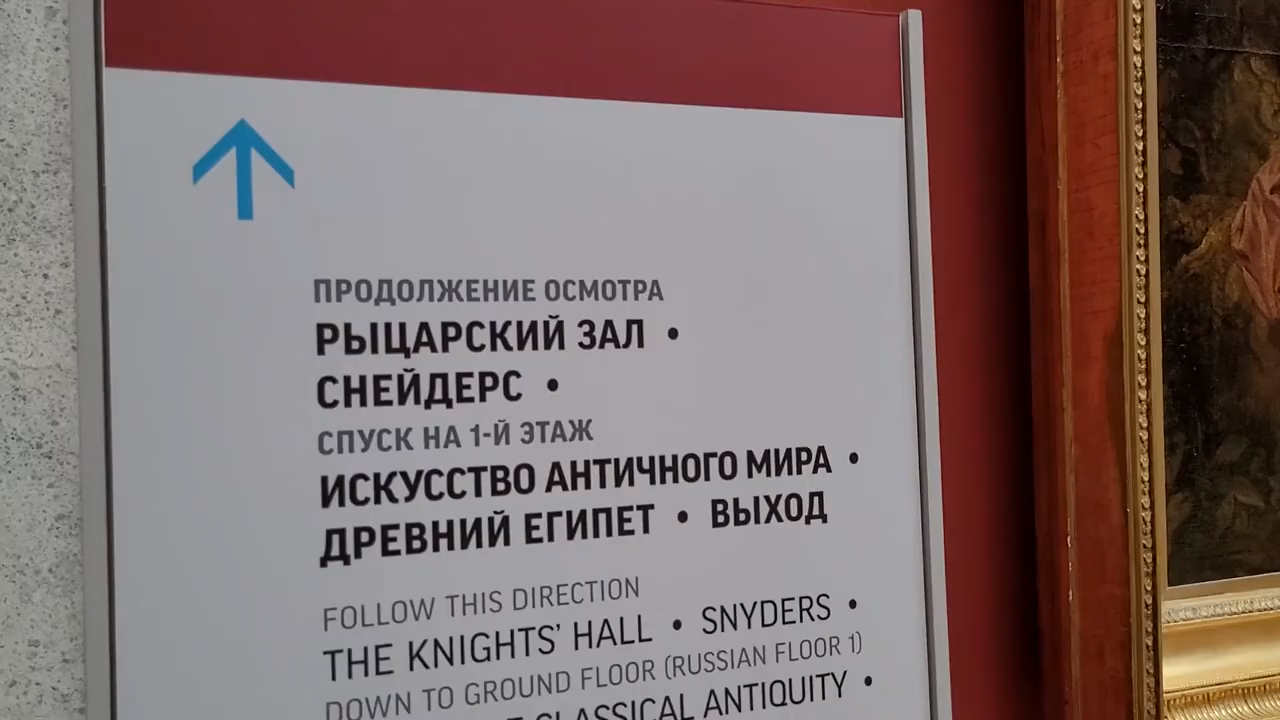 ПРОДОЛЖЕНИЕ ОСМОТРА
РЫЦАРСКИЙ ЗАЛ •
СНЕЙДЕРС •
СПУСК НА 1-Й ЭТАЖ
ИСКУССТВО АНТИЧНОГО МИРА •
ДРЕВНИЙ ЕГИПЕТ • ВЫХОД
FOLLOW THIS DIRECTION
THE KNIGHTS’ HALL • SNYDERS •
DOWN TO GROUND FLOOR (RUSSIAN FLOOR 1)
CLASSICAL ANTIQUITY •